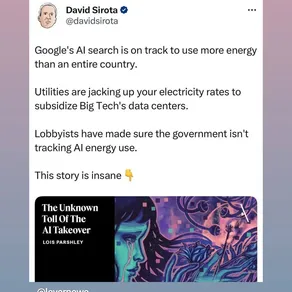 David Sirota
@davidsirota
Google's AI search is on track to use more energy
than an entire country.
Utilities are jacking up your electricity rates to
subsidize Big Tech's data centers.
Lobbyists have made sure the government isn't
tracking AI energy use.
This story is insane 👇
The Unknown
Toll Of The
AI Takeover
LOIS PARSHLEY